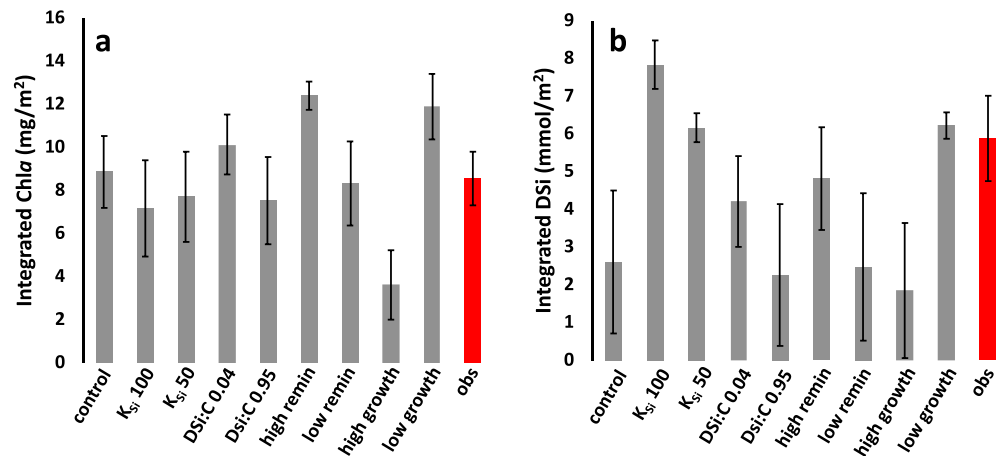 a
Integrated Chla (mg/m²)
16
14
12
10
8
6
4
2
0
control
KSi 100
KSi 50
DSi:C 0.04
Dsi:C 0.95
high remin
low remin
high growth
low growth
obs
b
Integrated DSi (mmol/m²)
9
8
7
6
5
4
3
2
1
0
control
KSi 100
KSi 50
DSi:C 0.04
Dsi:C 0.95
high remin
low remin
high growth
low growth
obs